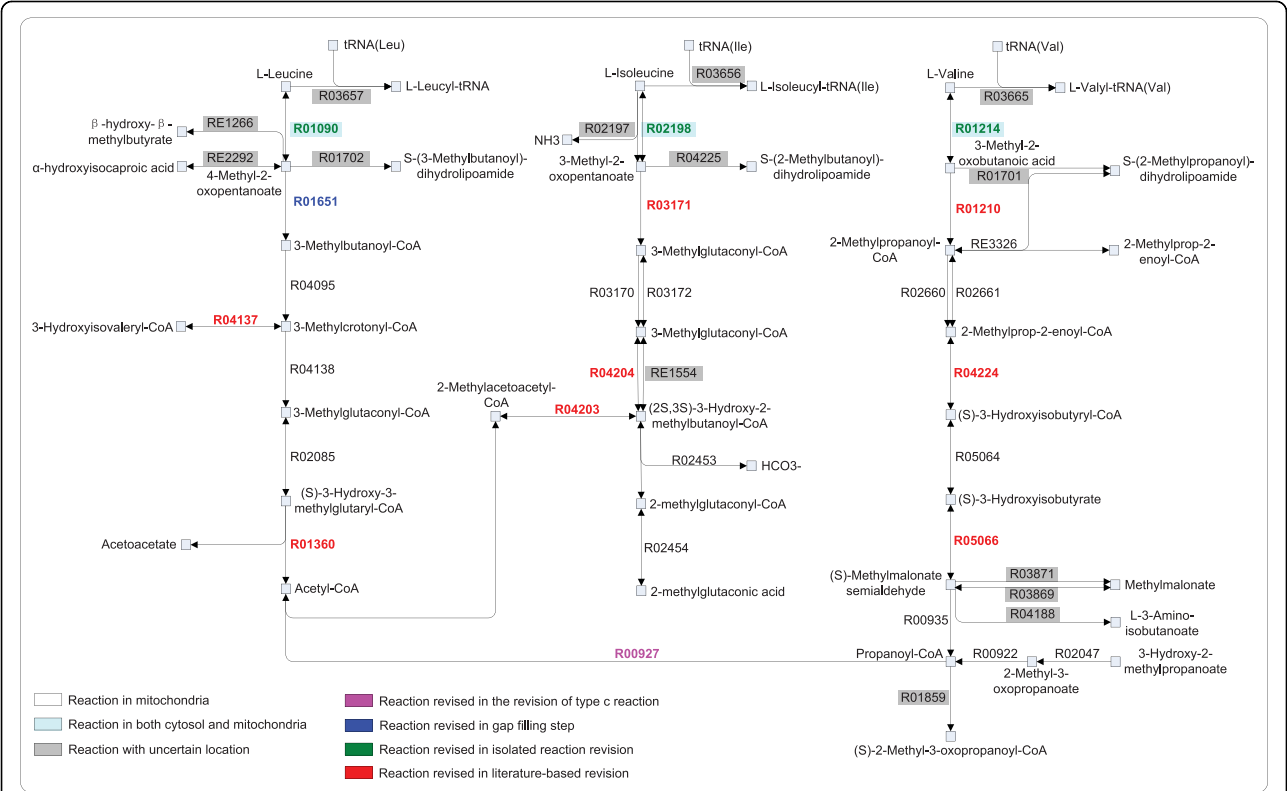 tRNA(Leu)
L-Leucine
R03657
L-Leucyl-tRNA
β-hydroxy-β-
methylbutyrate
RE1266
R01090
α-hydroxyisocaproic acid
RE2292
4-Methyl-2-
oxopentanoate
R01702
S-(3-Methylbutanoyl)-
dihydrolipoamide
R01651
3-Methylbutanoyl-CoA
R04095
3-Hydroxyisovaleryl-CoA
R04137
3-Methylcrotonyl-CoA
R04138
3-Methylglutaconyl-CoA
R02085
(S)-3-Hydroxy-3-
methylglutaryl-CoA
Acetoacetate
R01360
Acetyl-CoA
tRNA(Ile)
L-Isoleucine
R03656
L-Isoleucyl-tRNA(Ile)
NH3
R02197
R02198
3-Methyl-2-
oxopentanoate
R04225
S-(2-Methylbutanoyl)-
dihydrolipoamide
R03171
3-Methylglutaconyl-CoA
R03170
R03172
3-Methylglutaconyl-CoA
R04204
RE1554
2-Methylacetoacetyl-
CoA
R04203
(2S,3S)-3-Hydroxy-2-
methylbutanoyl-CoA
R02453
HCO3-
2-methylglutaconyl-CoA
R02454
2-methylglutaconic acid
tRNA(Val)
L-Valine
R03665
L-Valyl-tRNA(Val)
R01214
3-Methyl-2-
oxobutanoic acid
R01701
S-(2-Methylpropanoyl)-
dihydrolipoamide
R01210
2-Methylpropanoyl-
CoA
RE3326
2-Methylprop-2-
enoyl-CoA
R02660
R02661
2-Methylprop-2-enoyl-CoA
R04224
(S)-3-Hydroxyisobutyryl-CoA
R05064
(S)-3-Hydroxyisobutyrate
R05066
(S)-Methylmalonate
semialdehyde
R03871
R03869
Methylmalonate
R04188
L-3-Amino-
isobutanoate
R00935
R00927
Propanoyl-CoA
R00922
2-Methyl-3-
oxopropanoate
R02047
3-Hydroxy-2-
methylpropanoate
R01859
(S)-2-Methyl-3-oxopropanoyl-CoA
Reaction in mitochondria
Reaction in both cytosol and mitochondria
Reaction with uncertain location
Reaction revised in the revision of type c reaction
Reaction revised in gap filling step
Reaction revised in isolated reaction revision
Reaction revised in literature-based revision